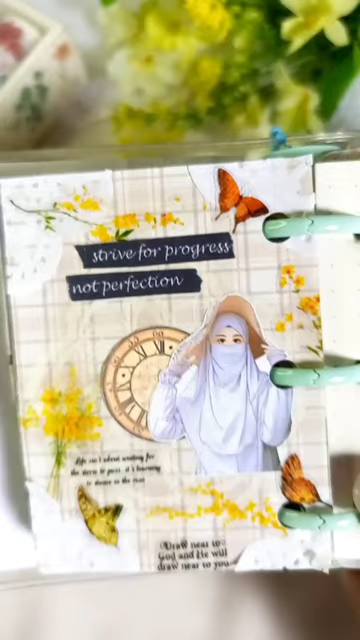 strive for progress
not perfection
Life isn't about waiting for
the storm to pass. it's learning
to dance in the rain
Draw near to
God and He will
draw near to you